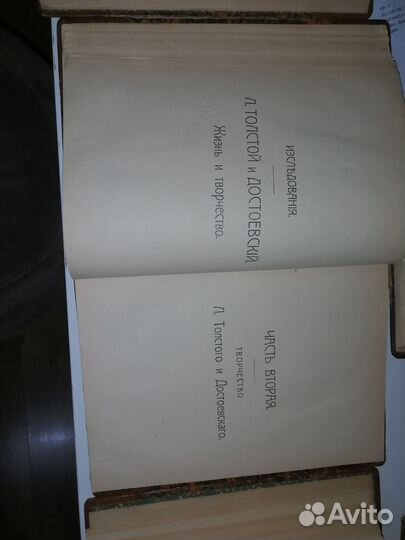 ИЗСЛѢДОВАНІЯ.
Л. ТОЛСТОЙ и ДОСТОЕВСКІЙ
Жизнь и творчество.
ЧАСТЬ ВТОРАЯ.
ТВОРЧЕСТВО
Л. Толстого и Достоевскаго.
Avito